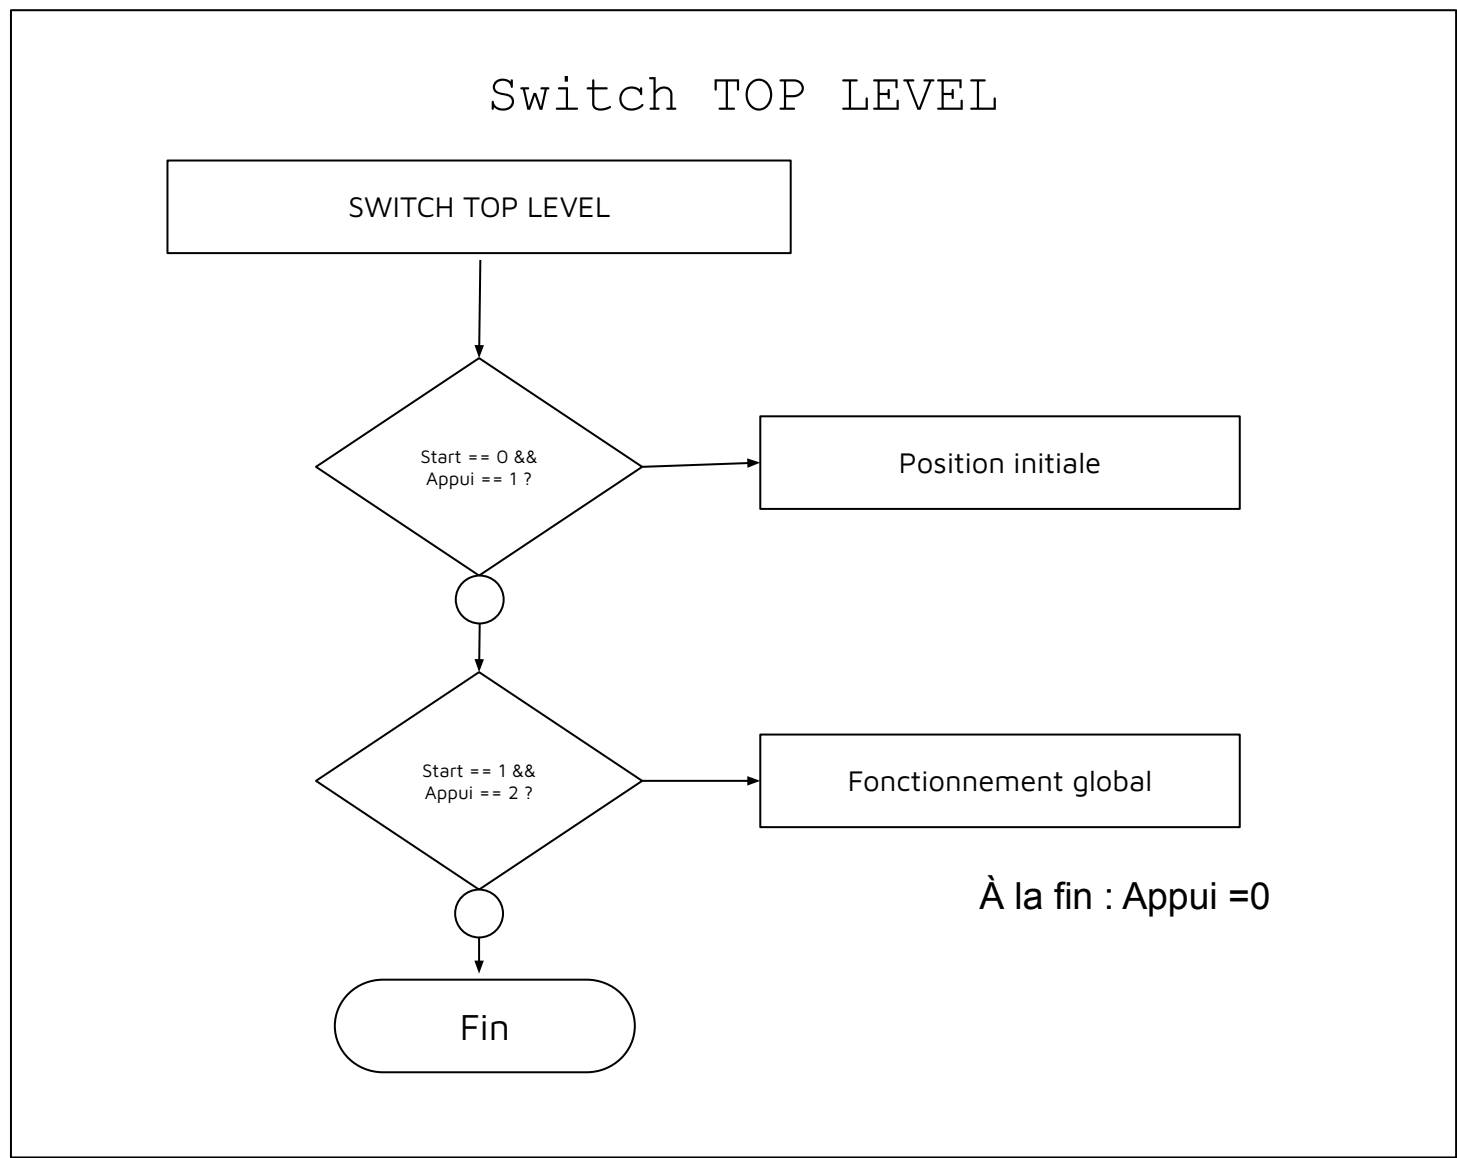 Switch TOP LEVEL
SWITCH TOP LEVEL
Start == 0 &&
Appui == 1 ?
Position initiale
Start == 1 &&
Appui == 2 ?
Fonctionnement global
À la fin : Appui =0
Fin